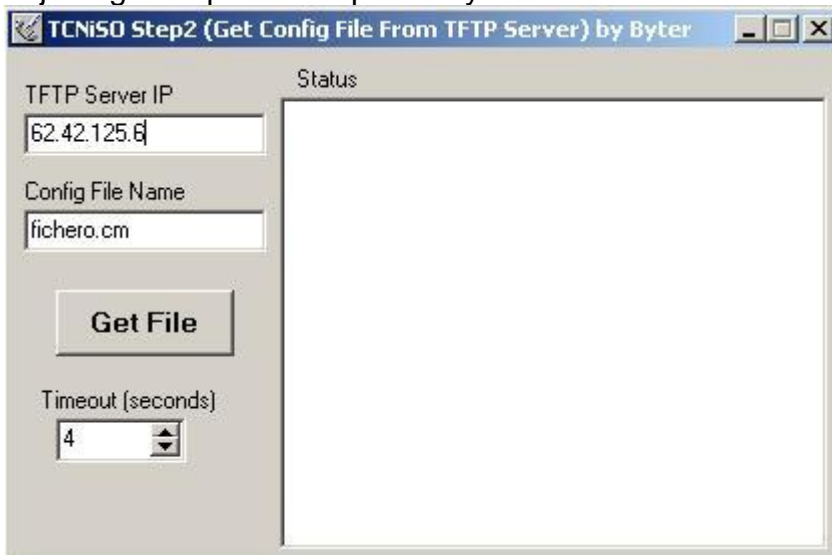 TCNiSO Step2 (Get Config File From TFTP Server) by Byter
TFTP Server IP
62.42.125.6
Config File Name
fichero.cm
Get File
Timeout (seconds)
4
Status